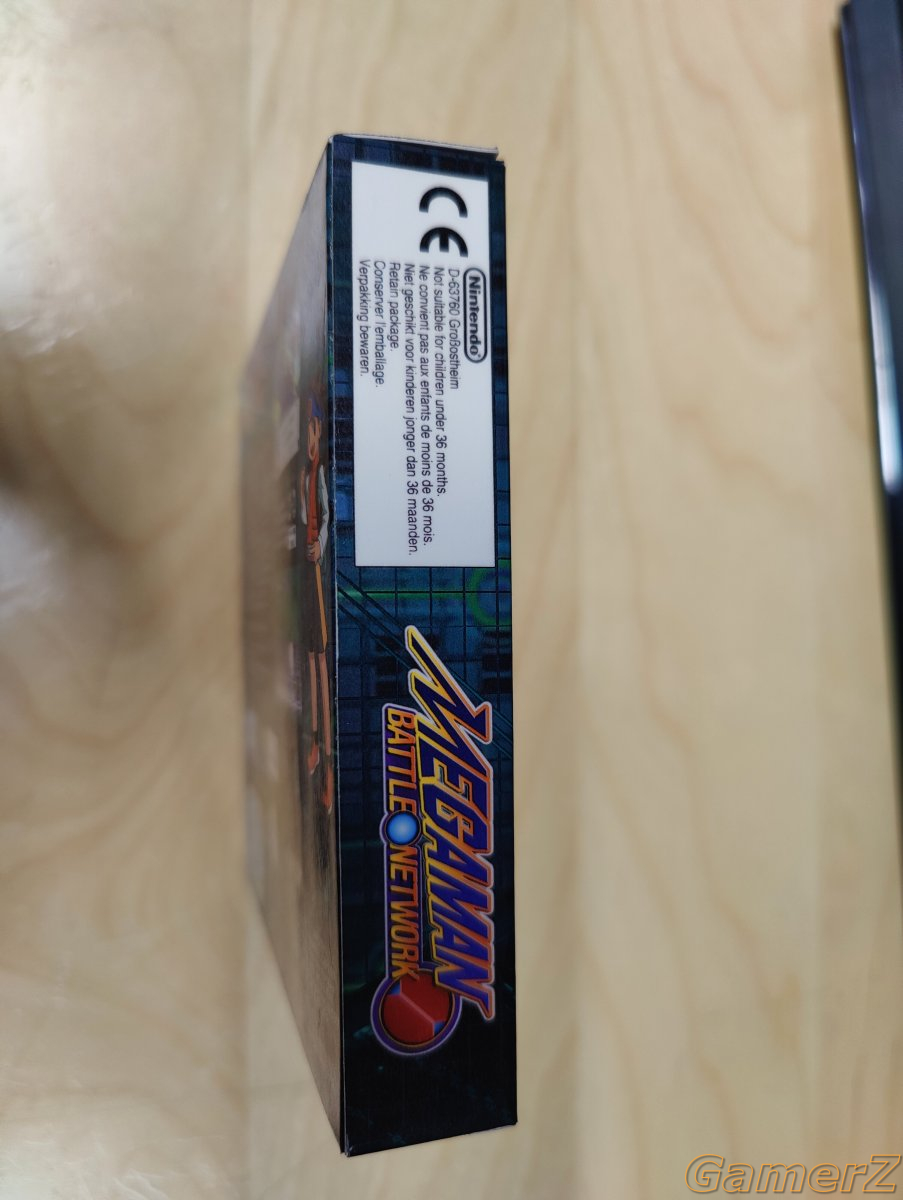 CE
Nintendo®
D-63760 Großostheim
Not suitable for children under 36 months.
Ne convient pas aux enfants de moins de 36 mois.
Niet geschikt voor kinderen jonger dan 36 maanden.
Retain package.
Conserver l'emballage.
Verpakking bewaren.
MEGAMAN
BATTLE NETWORK
GamerZ